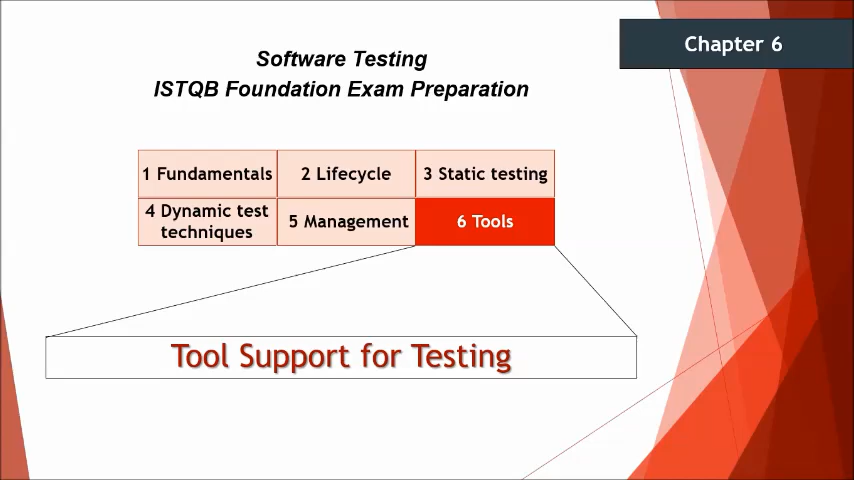 Chapter 6
Software Testing
ISTQB Foundation Exam Preparation
1 Fundamentals
2 Lifecycle
3 Static testing
4 Dynamic test
techniques
5 Management
6 Tools
Tool Support for Testing